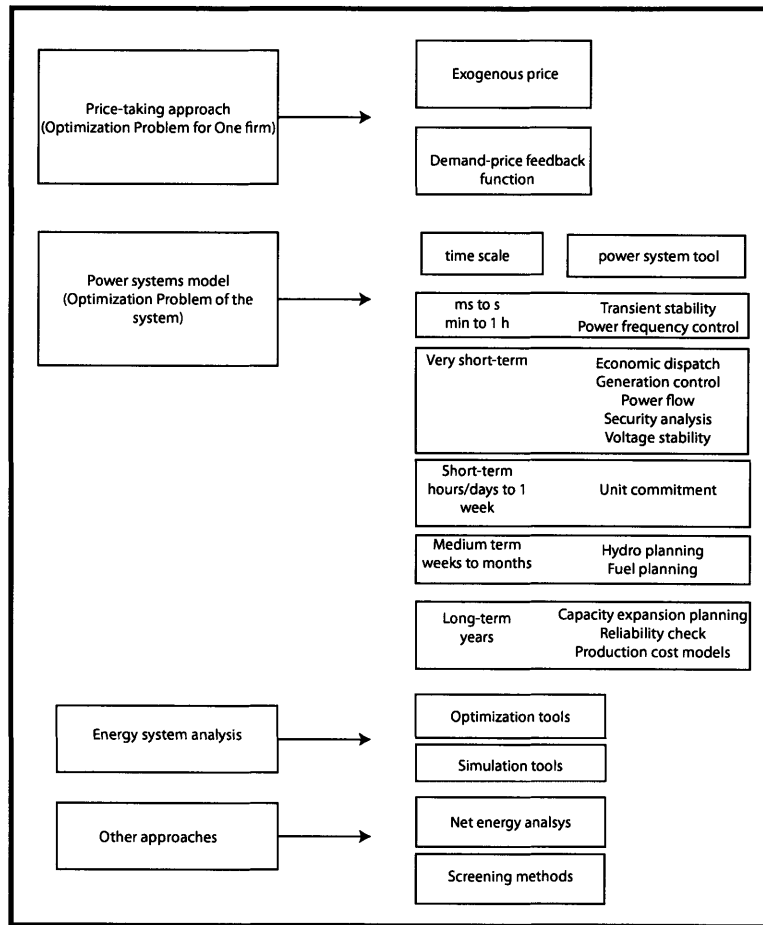 Price-taking approach
(Optimization Problem for One firm)
Exogenous price
Demand-price feedback
function
Power systems model
(Optimization Problem of the
system)
time scale
power system tool
ms to s
min to 1 h
Transient stability
Power frequency control
Very short-term
Economic dispatch
Generation control
Power flow
Security analysis
Voltage stability
Short-term
hours/days to 1
week
Unit commitment
Medium term
weeks to months
Hydro planning
Fuel planning
Long-term
years
Capacity expansion planning
Reliability check
Production cost models
Energy system analysis
Optimization tools
Simulation tools
Other approaches
Net energy analsys
Screening methods